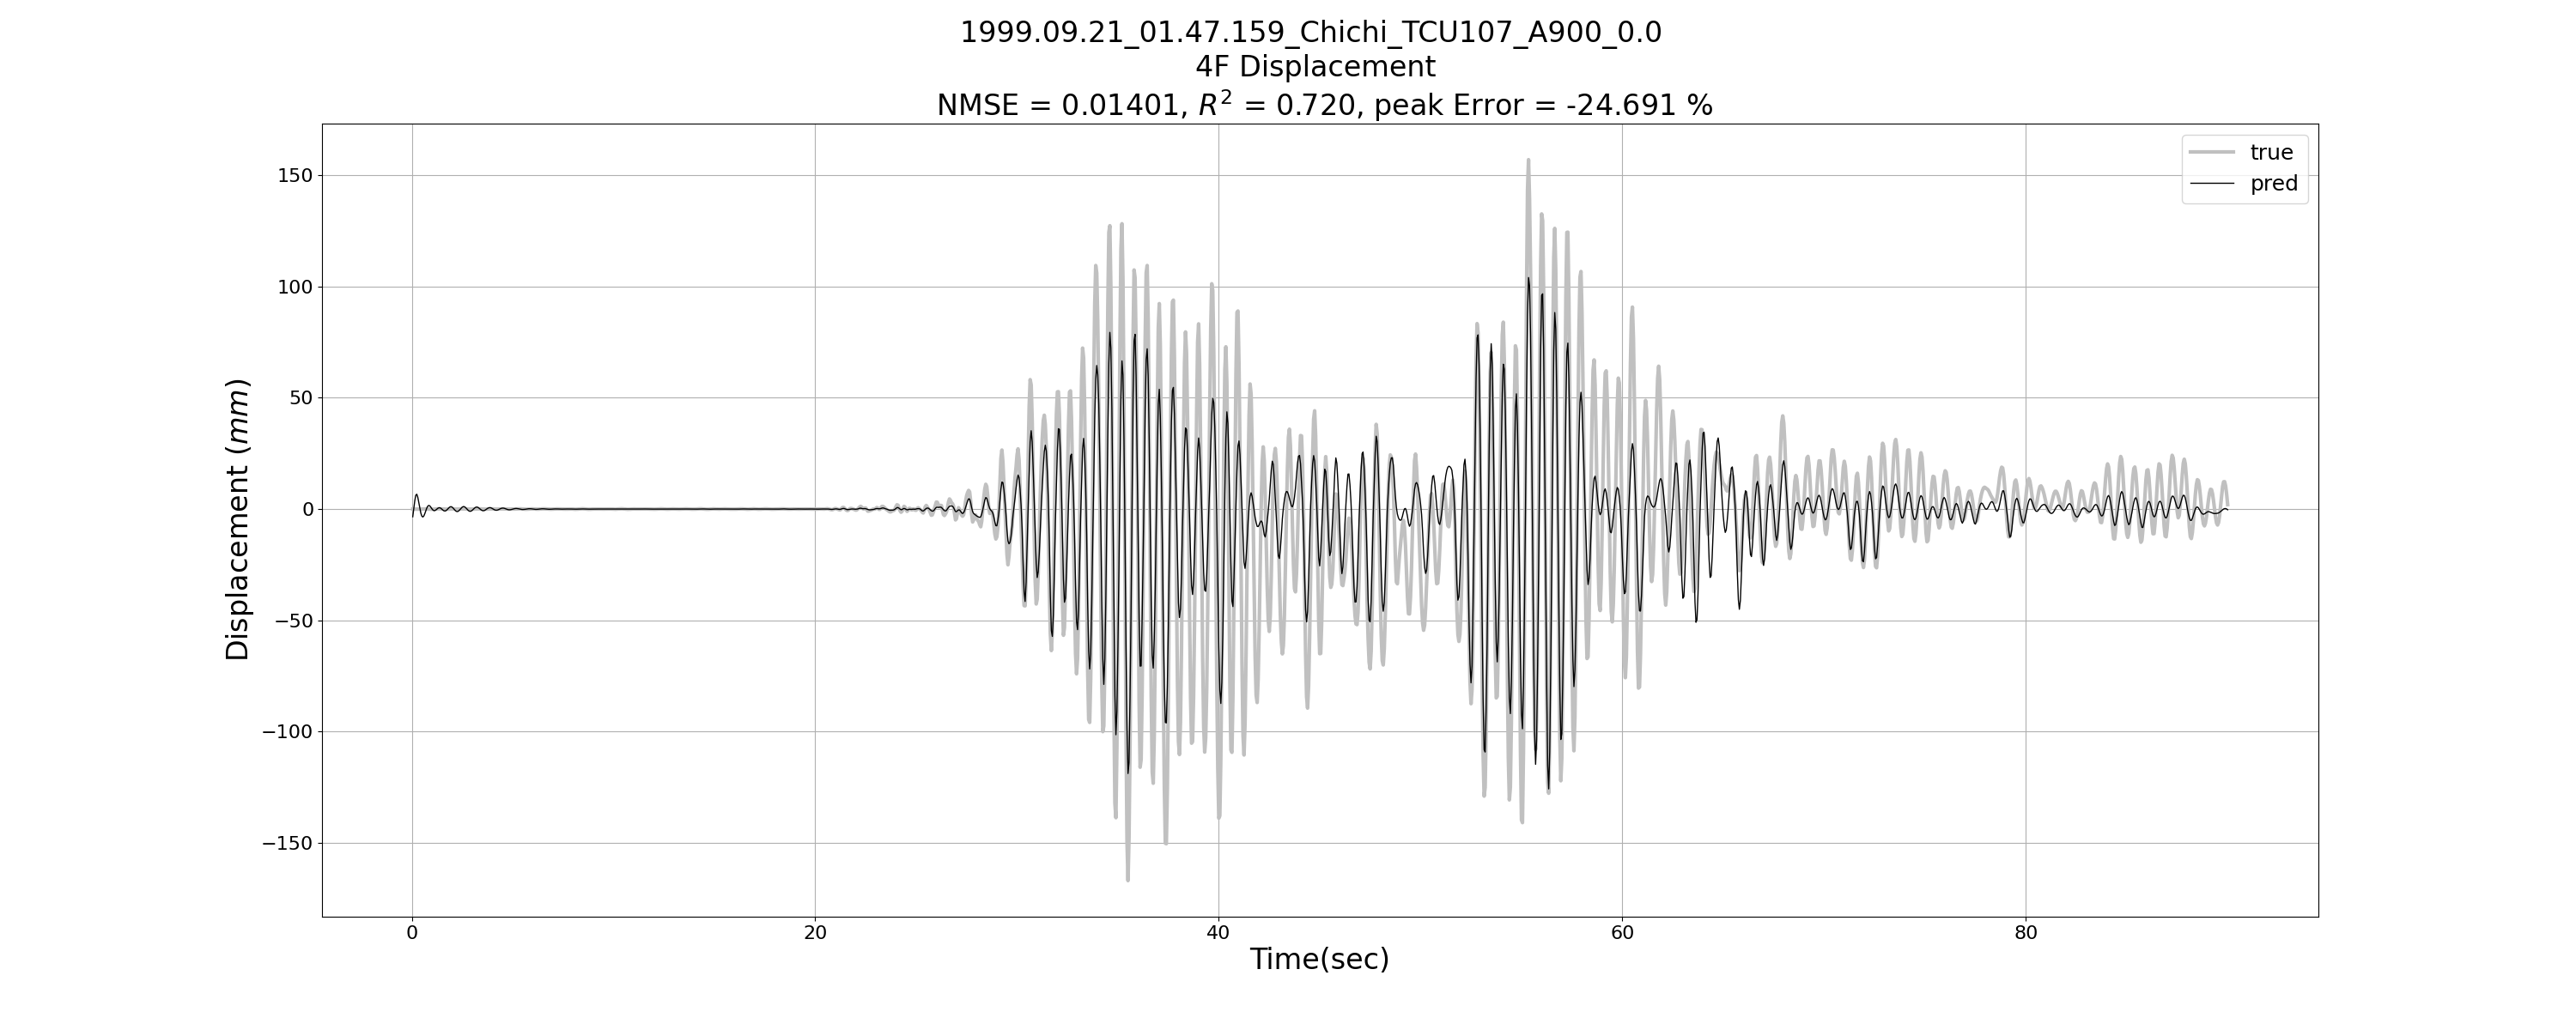 1999.09.21_01.47.159_Chichi_TCU107_A900_0.0
4F Displacement
NMSE = 0.01401, R² = 0.720, peak Error = -24.691 %
true
pred
Displacement (mm)
150
100
50
0
−50
−100
−150
0 20 40 60 80
Time(sec)